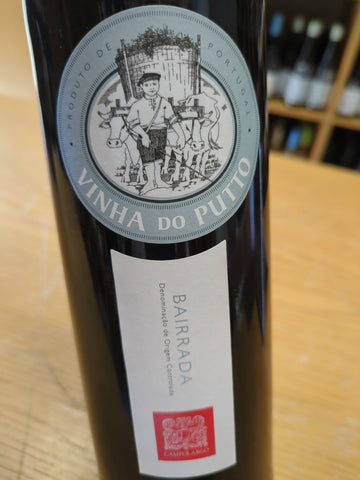 PRODUTO DE PORTUGAL
VINHA DO PUTTO
BAIRRADA
Denominação de Origem Controlada
CAMPOLARGO